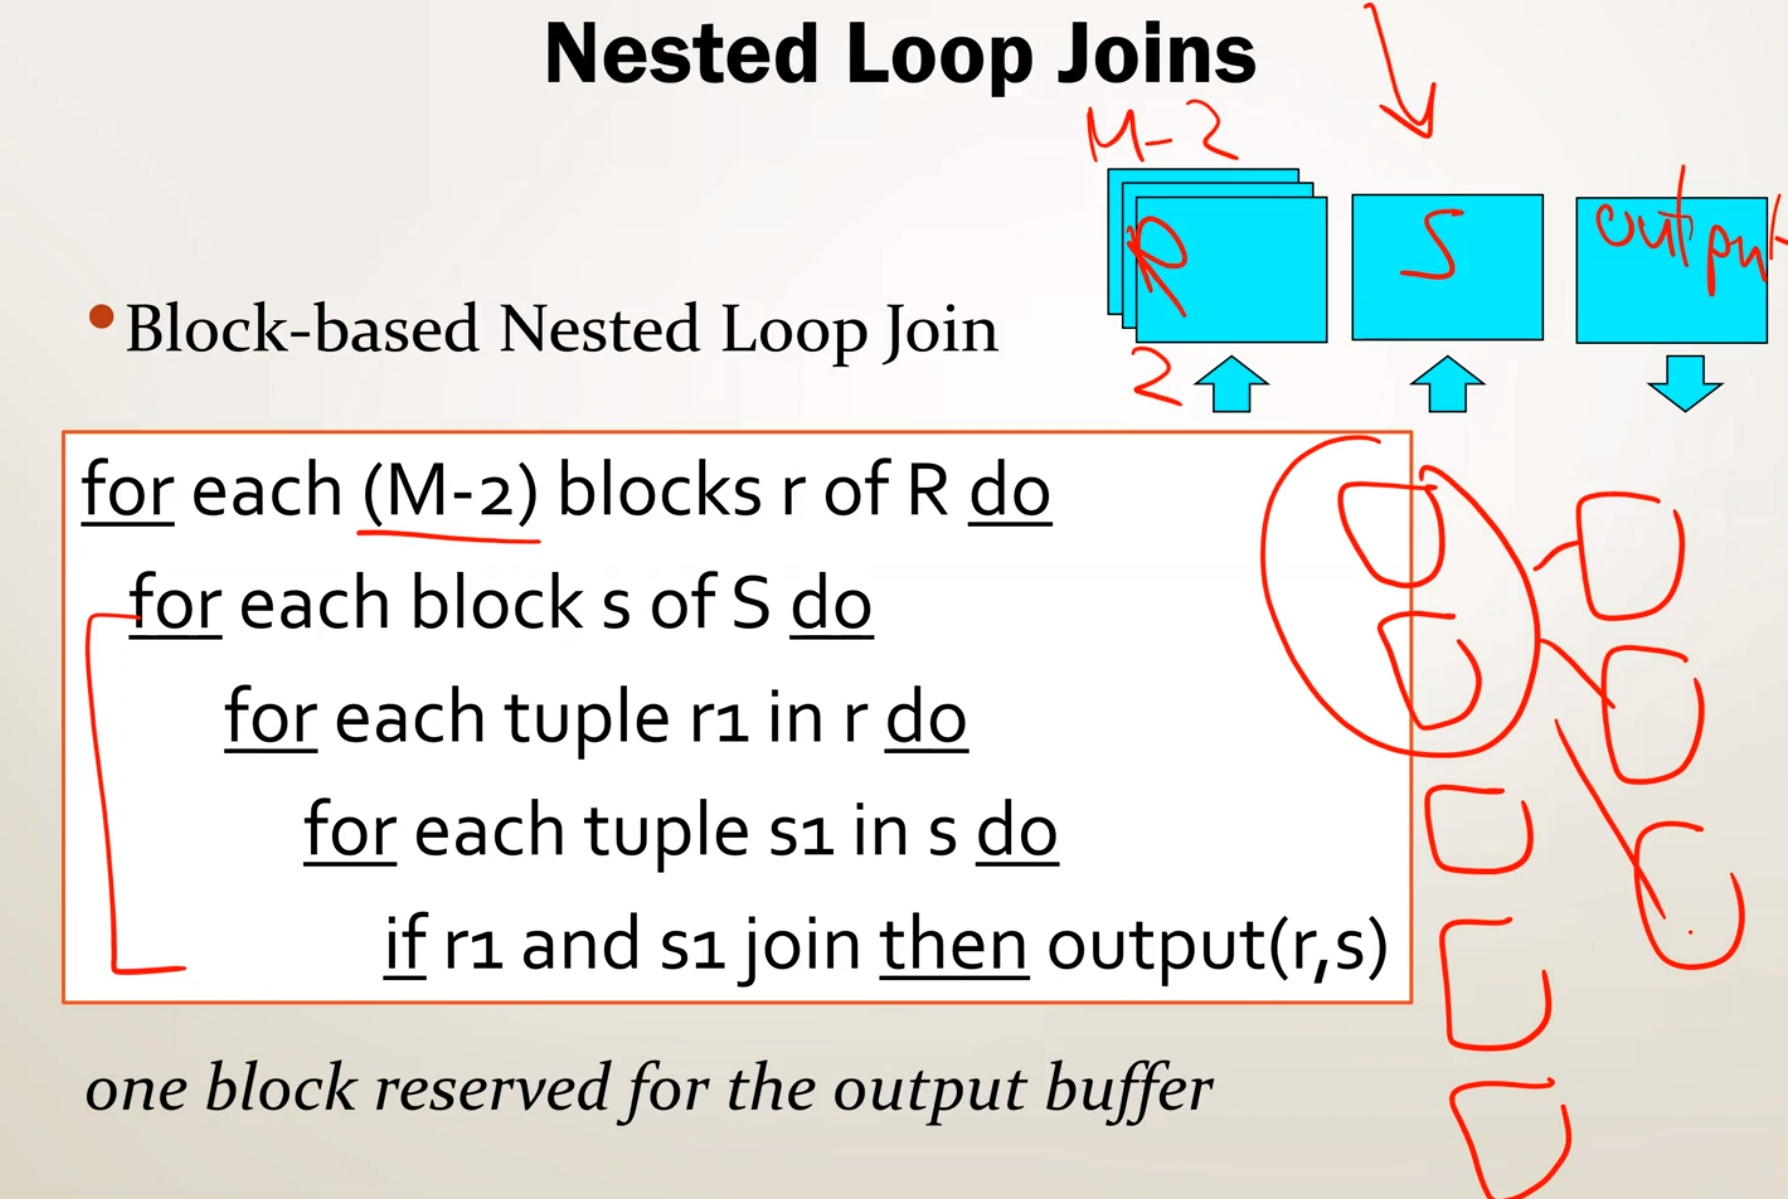 Nested Loop Joins
M-2
R
S
output
• Block-based Nested Loop Join
2
for each (M-2) blocks r of R do
for each block s of S do
for each tuple r1 in r do
for each tuple s1 in s do
if r1 and s1 join then output(r,s)
one block reserved for the output buffer